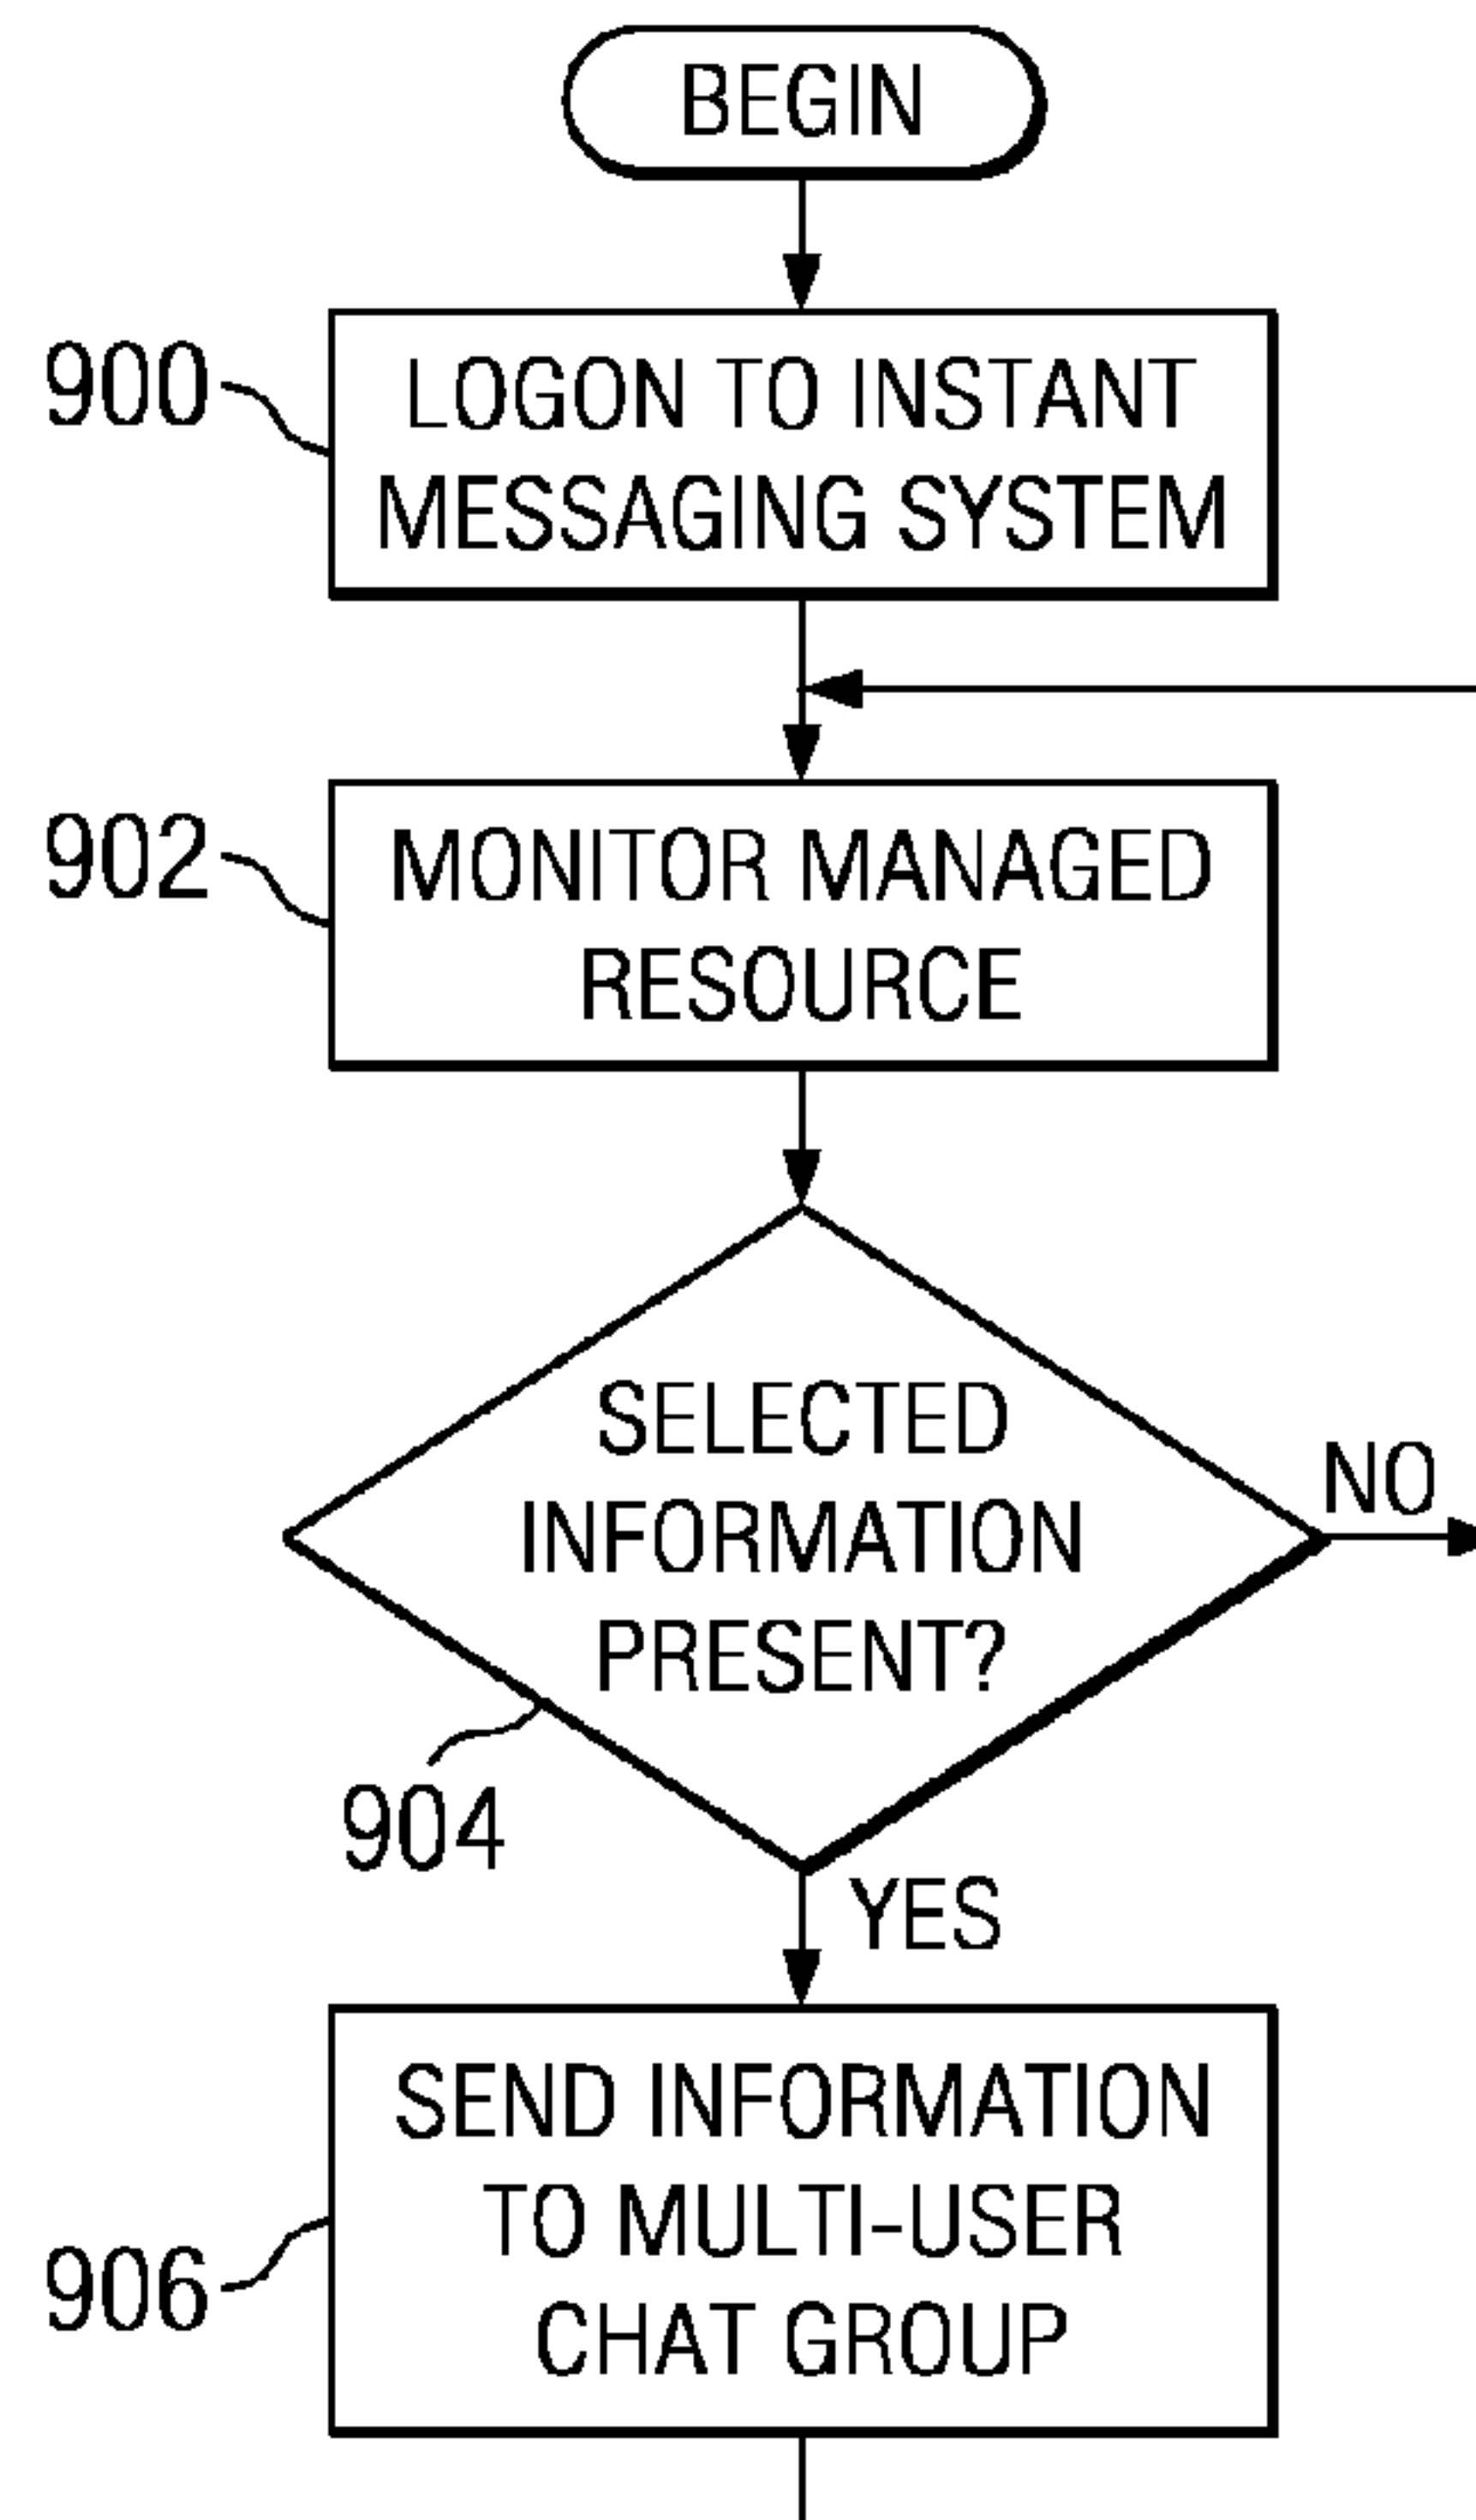 BEGIN
900
LOGON TO INSTANT
MESSAGING SYSTEM
902
MONITOR MANAGED
RESOURCE
SELECTED
INFORMATION
PRESENT?
NO
904
YES
SEND INFORMATION
TO MULTI-USER
CHAT GROUP
906